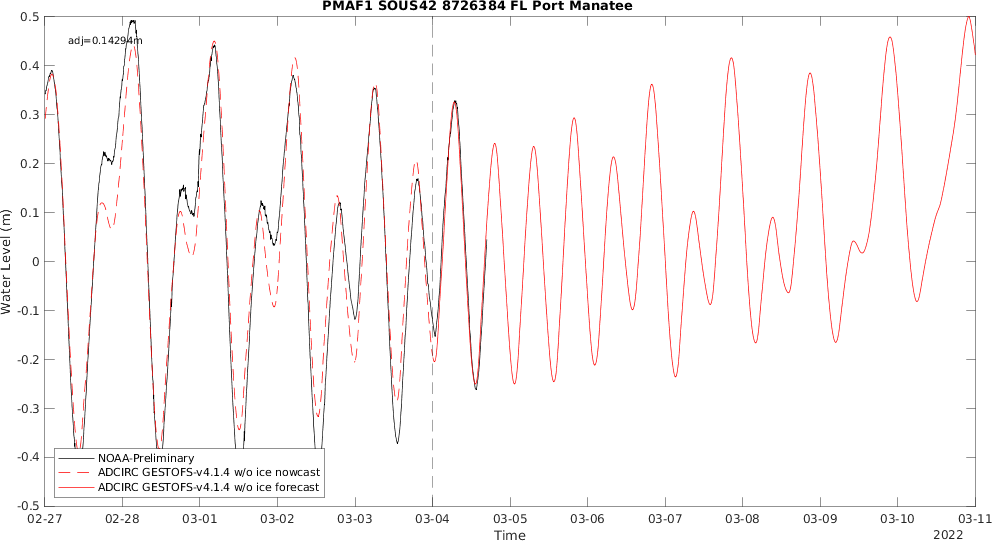 PMAF1 SOUS42 8726384 FL Port Manatee
adj=0.14294m
Water Level (m)
0.5
0.4
0.3
0.2
0.1
0
-0.1
-0.2
-0.3
-0.4
-0.5
NOAA-Preliminary
ADCIRC GESTOFS-v4.1.4 w/o ice nowcast
ADCIRC GESTOFS-v4.1.4 w/o ice forecast
02-27 02-28 03-01 03-02 03-03 03-04 03-05 03-06 03-07 03-08 03-09 03-10 03-11
Time
2022